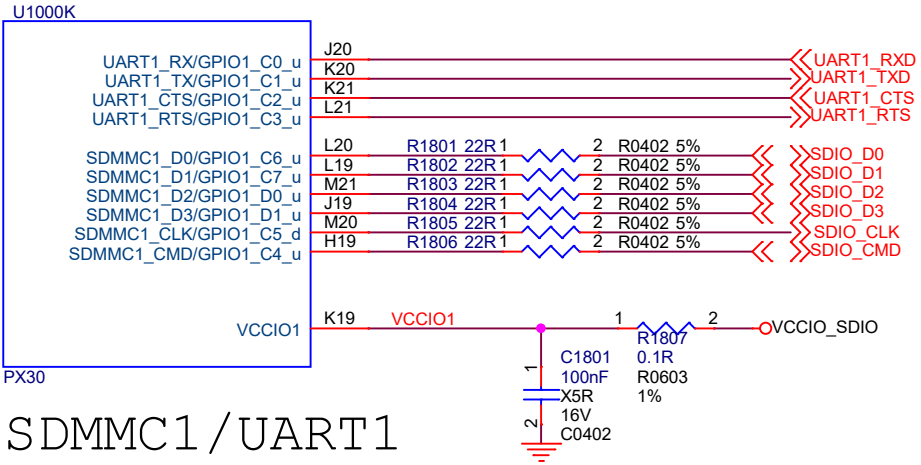 U1000K
UART1_RX/GPIO1_C0_u J20 UART1_RXD
UART1_TX/GPIO1_C1_u K20 UART1_TXD
UART1_CTS/GPIO1_C2_u K21 UART1_CTS
UART1_RTS/GPIO1_C3_u L21 UART1_RTS
SDMMC1_D0/GPIO1_C6_u L20 R1801 22R 1 2 R0402 5% SDIO_D0
SDMMC1_D1/GPIO1_C7_u L19 R1802 22R 1 2 R0402 5% SDIO_D1
SDMMC1_D2/GPIO1_D0_u M21 R1803 22R 1 2 R0402 5% SDIO_D2
SDMMC1_D3/GPIO1_D1_u J19 R1804 22R 1 2 R0402 5% SDIO_D3
SDMMC1_CLK/GPIO1_C5_d M20 R1805 22R 1 2 R0402 5% SDIO_CLK
SDMMC1_CMD/GPIO1_C4_u H19 R1806 22R 1 2 R0402 5% SDIO_CMD
VCCIO1 K19 VCCIO1 1 2 VCCIO_SDIO
R1807
0.1R
R0603
1%
1
C1801
100nF
X5R
16V
C0402
2
PX30
SDMMC1/UART1